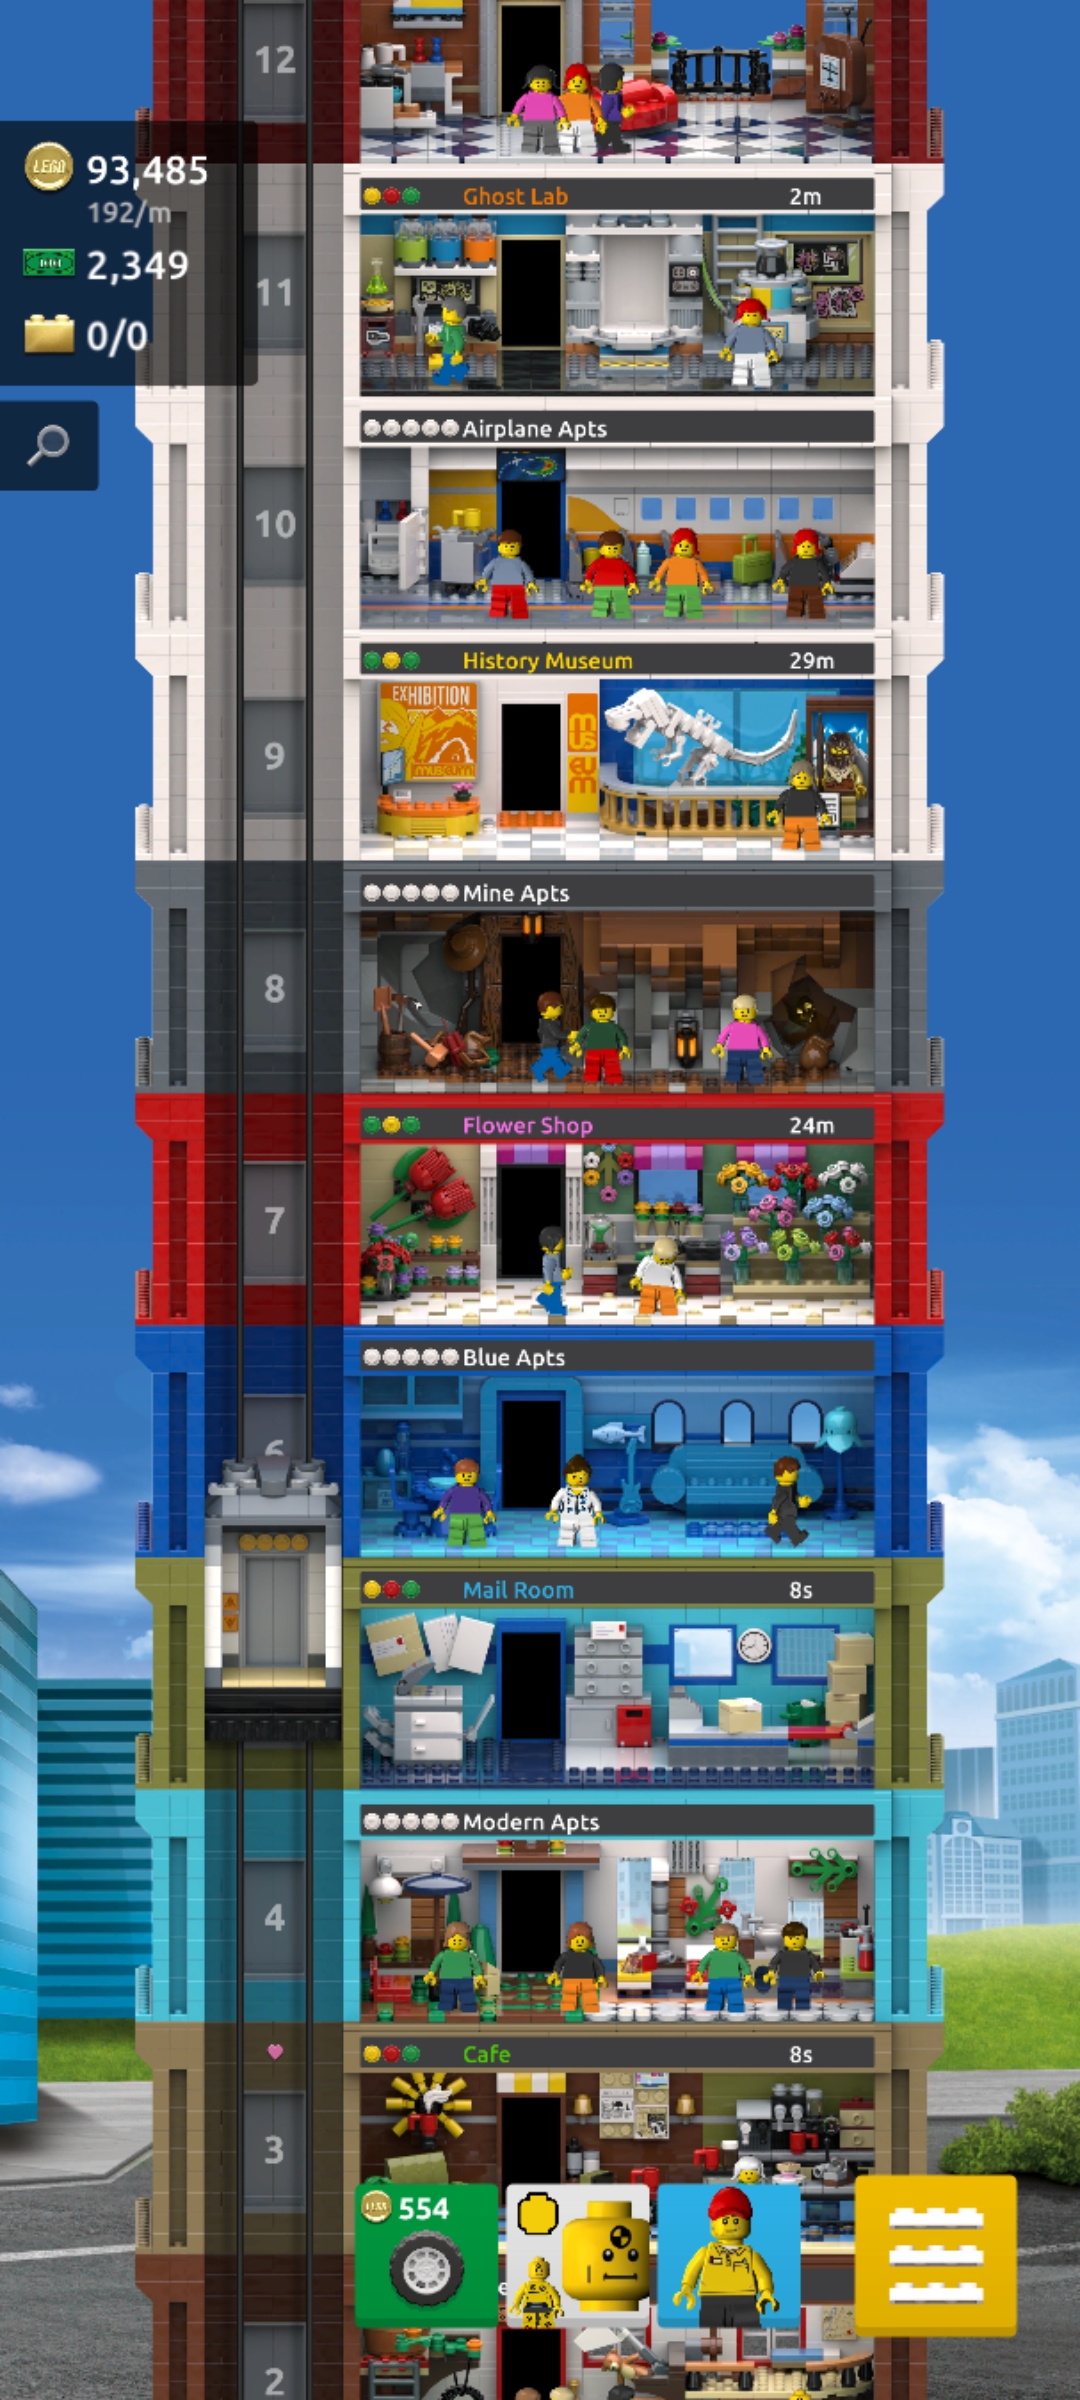 12
LEGO 93,485
192/m
2,349
0/0
Ghost Lab 2m
11
Airplane Apts
10
History Museum 29m
EXHIBITION
museum
9
Mine Apts
8
Flower Shop 24m
7
Blue Apts
6
Mail Room 8s
Modern Apts
4
Cafe 8s
3
554
2